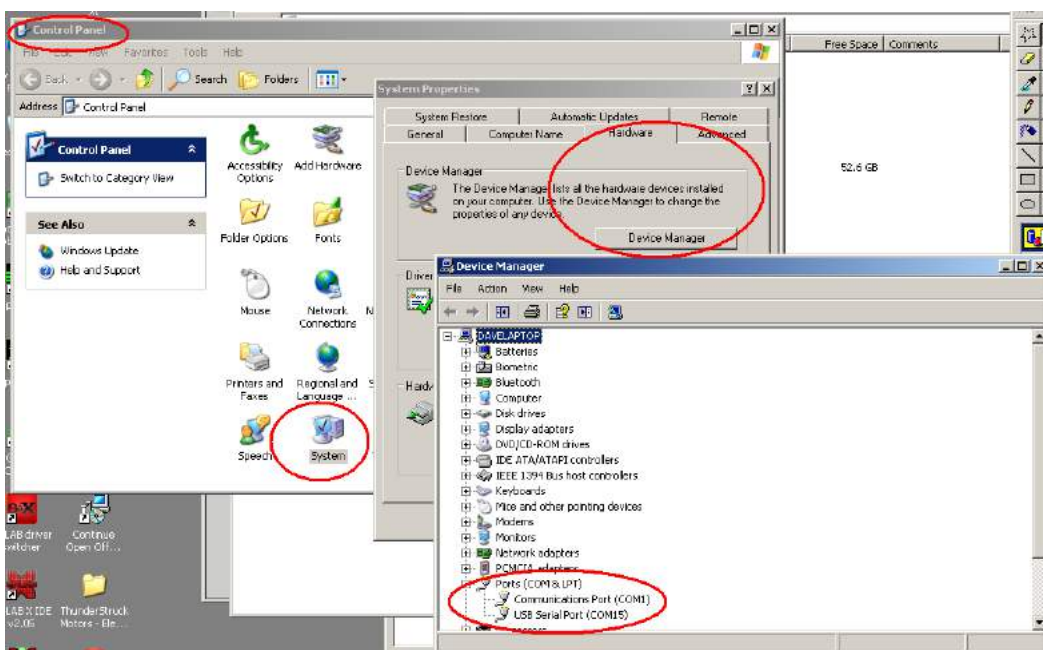 Control Panel
File Edit View Favorites Tools Help
Back Search Folders
Address Control Panel
Control Panel
Switch to Category View
See Also
Windows Update
Help and Support
Accessibility Options
Add Hardware
Folder Options
Fonts
Mouse
Network Connections
N
Printers and Faxes
Regional and Language ...
S
Speech
System
System Properties
System Restore Automatic Updates Remote
General Computer Name Hardware Advanced
Device Manager
The Device Manager lists all the hardware devices installed
on your computer. Use the Device Manager to change the
properties of any device.
Device Manager
Driver
Hardw
Free Space Comments
52.6 GB
Device Manager
File Action View Help
DAVELAPTOP
Batteries
Biometric
Bluetooth
Computer
Disk drives
Display adapters
DVD/CD-ROM drives
IDE ATA/ATAPI controllers
IEEE 1394 Bus host controllers
Keyboards
Mice and other pointing devices
Modems
Monitors
Network adapters
PCMCIA adapters
Ports (COM & LPT)
Communications Port (COM1)
USB Serial Port (COM15)
LAB driver
witcher
Continue
Open Off...
LAB X IDE
v2.05
ThunderStruck
Motors - Ele...